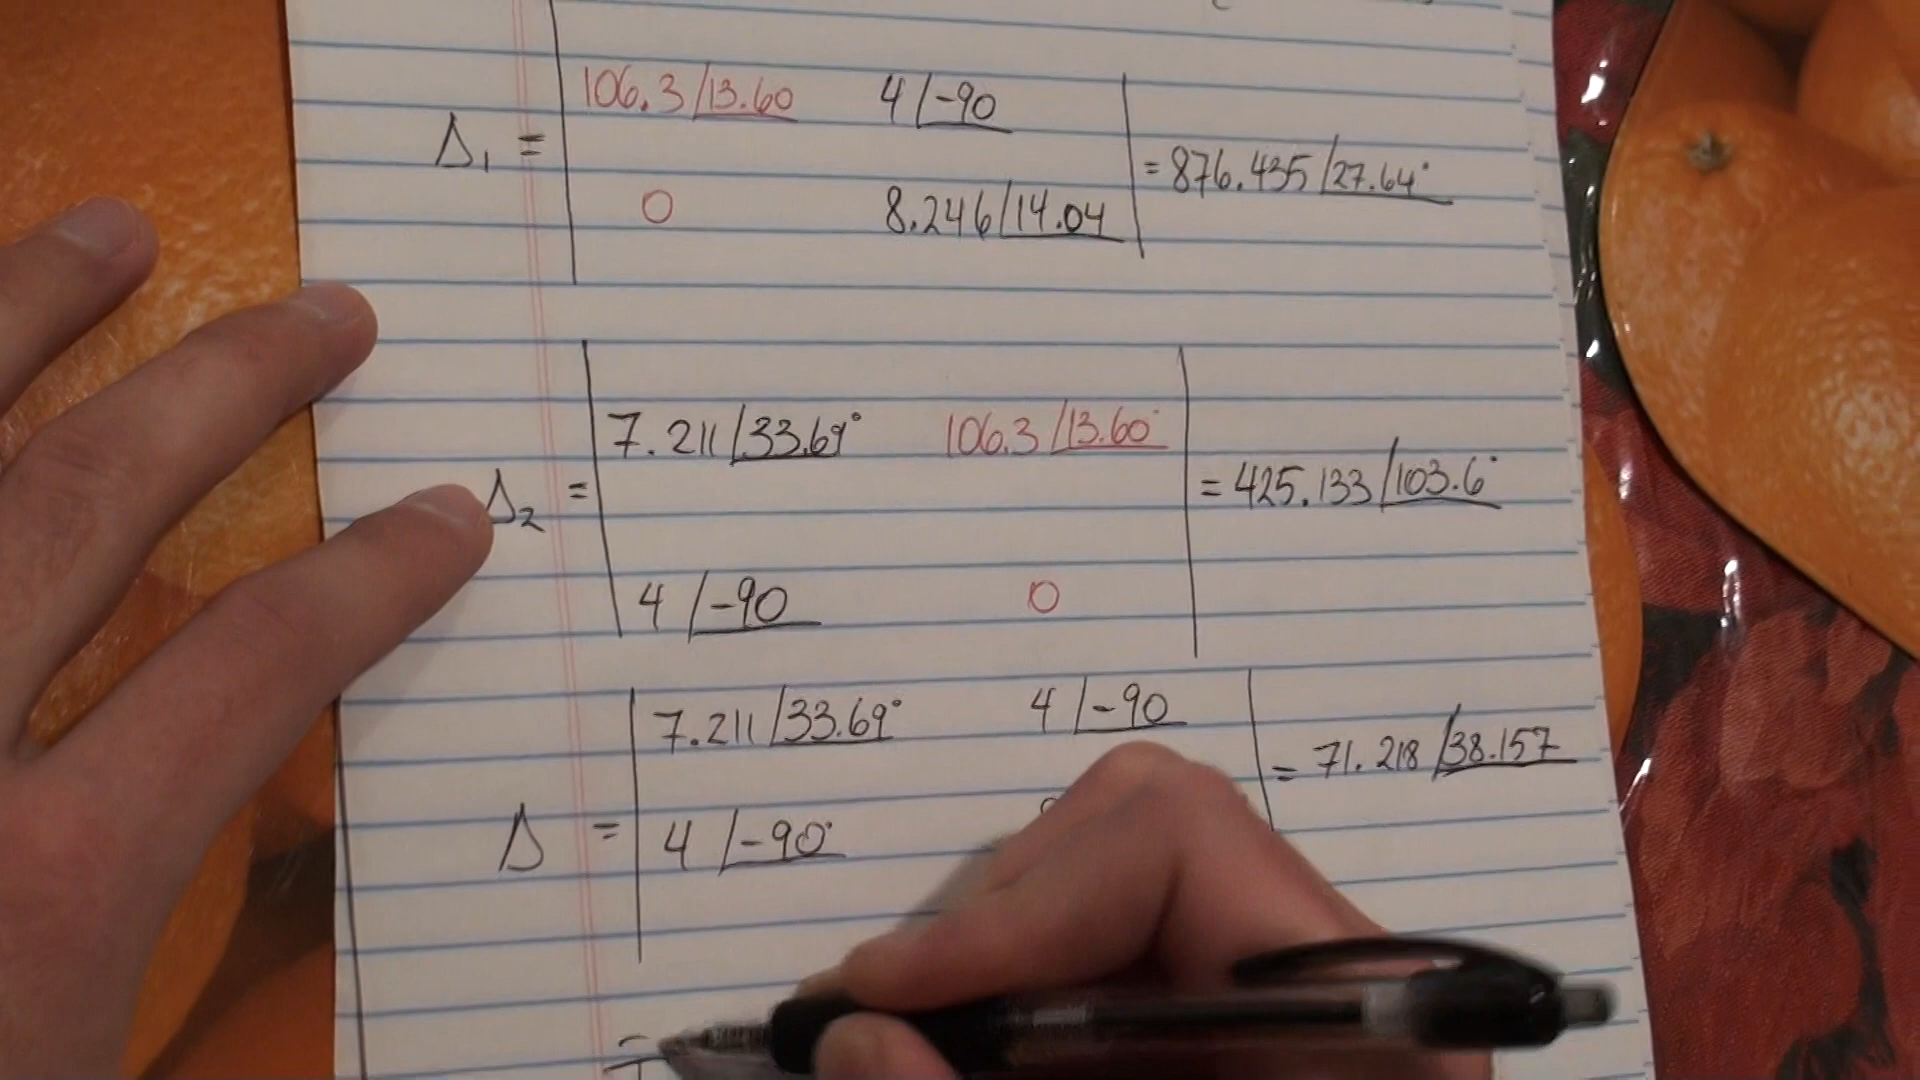 106.3 /13.60 4 /-90
Δ₁ = = 876.435 /27.64°
0 8.246 /14.04
7.211 /33.69° 106.3 /13.60°
Δ₂ = = 425.133 /103.6°
4 /-90 0
7.211 /33.69° 4 /-90
= 71.218 /38.157
Δ = 4 /-90°